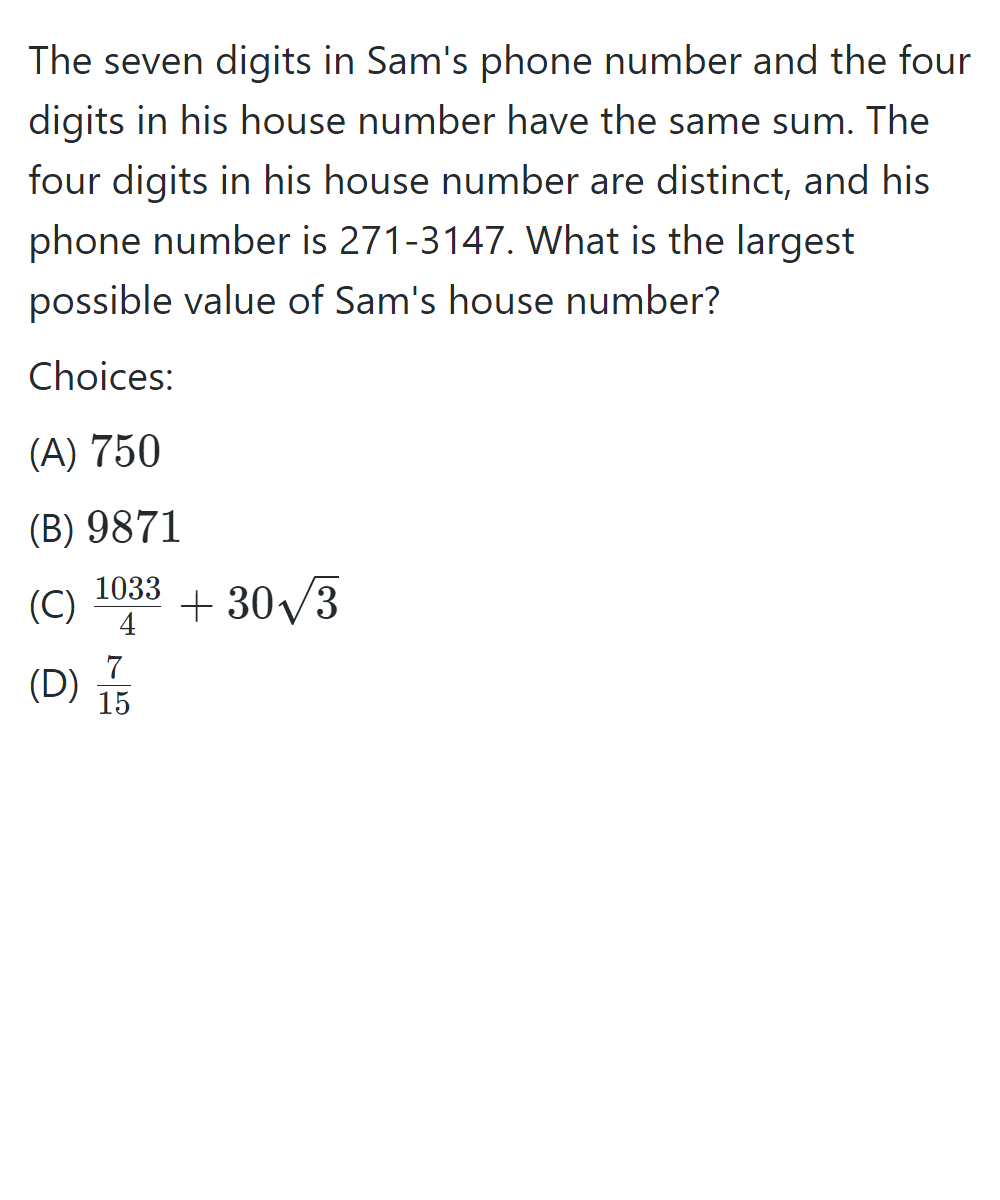 The seven digits in Sam's phone number and the four
digits in his house number have the same sum. The
four digits in his house number are distinct, and his
phone number is 271-3147. What is the largest
possible value of Sam's house number?
Choices:
(A) 750
(B) 9871
(C) \frac{1033}{4} + 30\sqrt{3}
(D) \frac{7}{15}